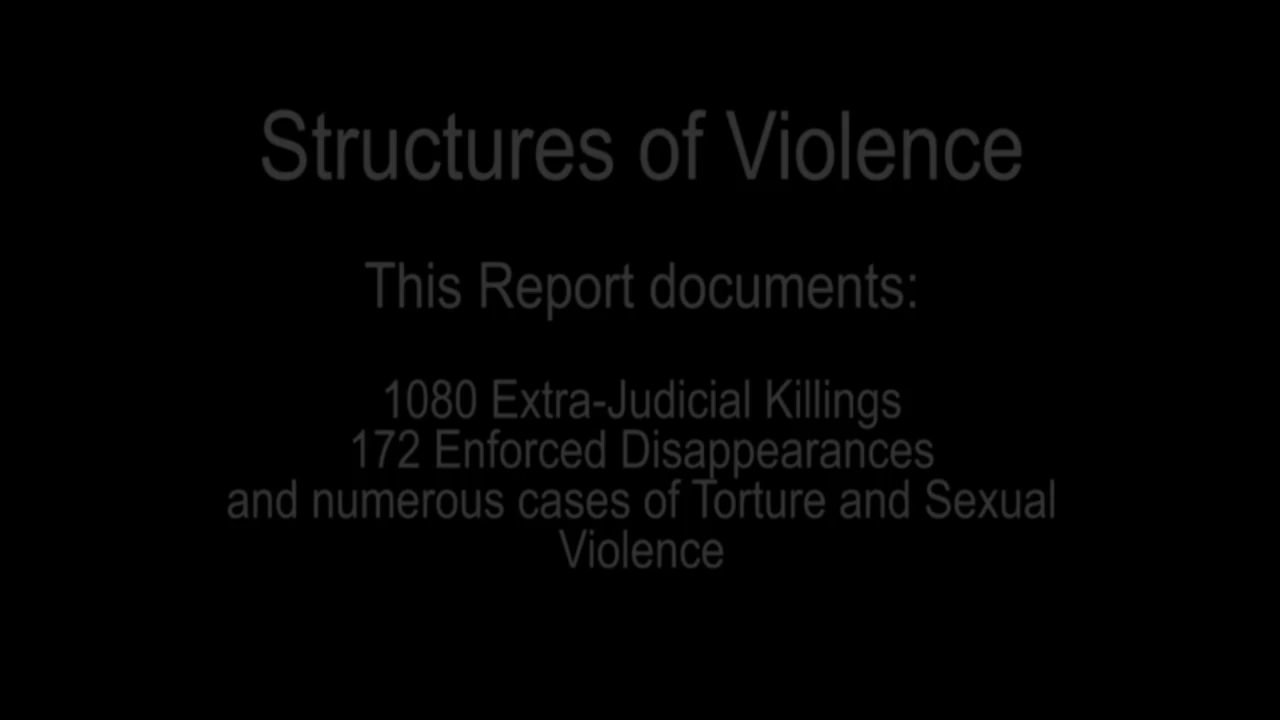 Structures of Violence
This Report documents:
1080 Extra-Judicial Killings
172 Enforced Disappearances
and numerous cases of Torture and Sexual
Violence